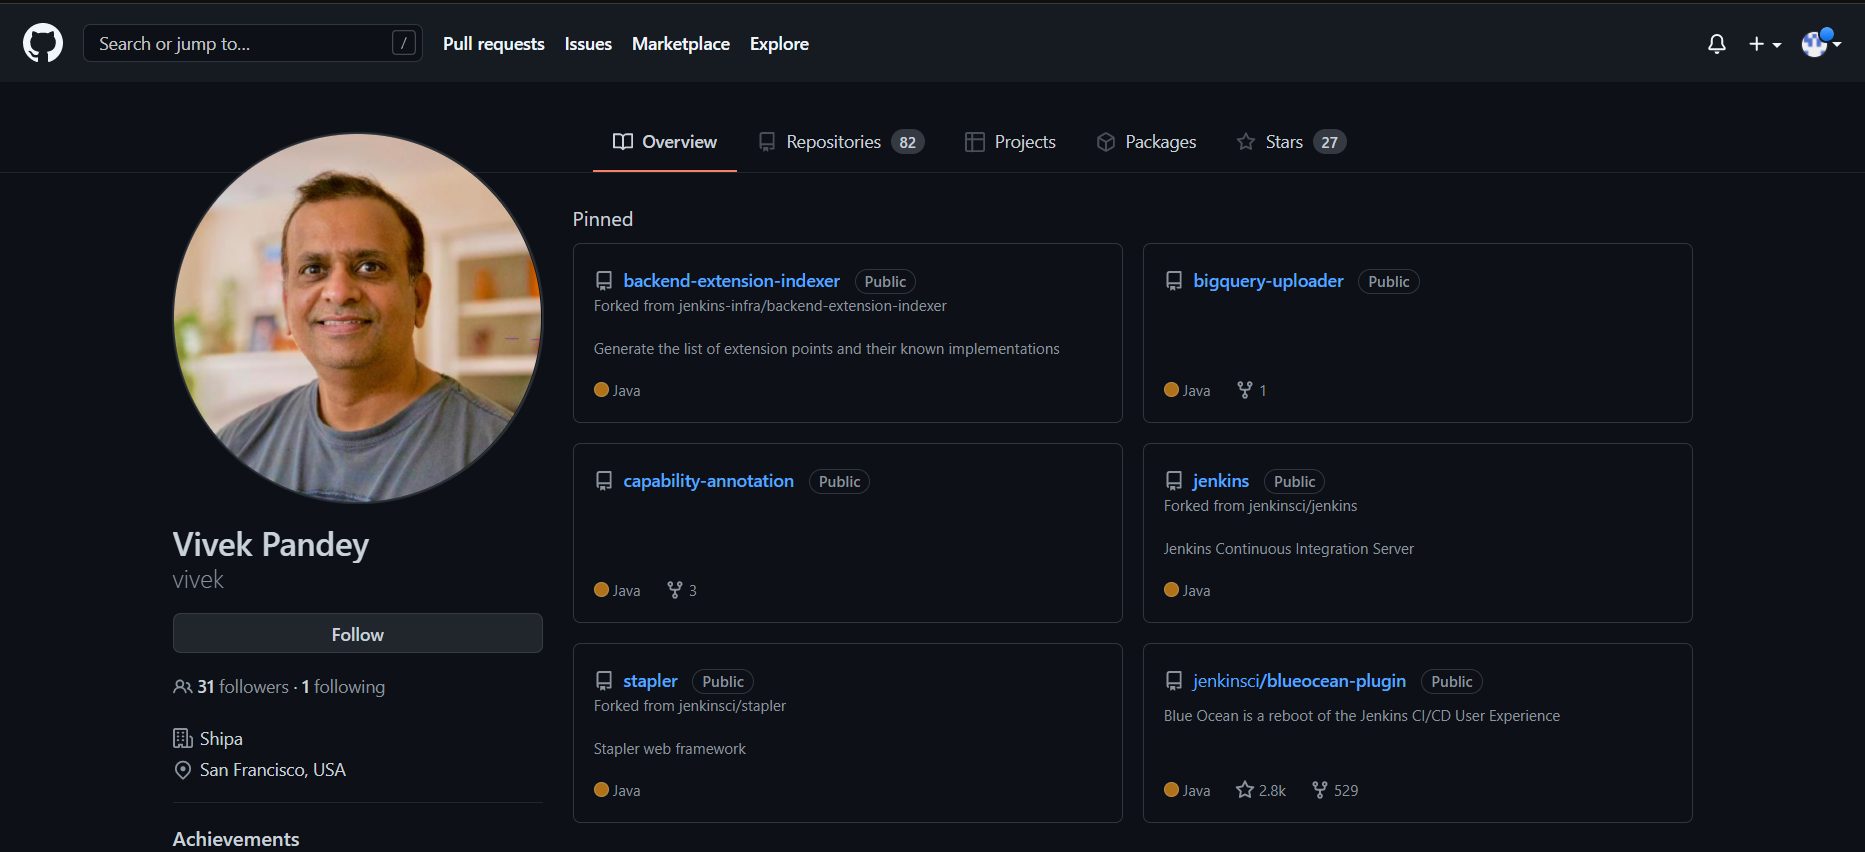 Search or jump to... /
Pull requests
Issues
Marketplace
Explore
Overview
Repositories 82
Projects
Packages
Stars 27
Vivek Pandey
vivek
Follow
31 followers · 1 following
Shipa
San Francisco, USA
Achievements
Pinned
backend-extension-indexer Public
Forked from jenkins-infra/backend-extension-indexer
Generate the list of extension points and their known implementations
Java
bigquery-uploader Public
Java 1
capability-annotation Public
Java 3
jenkins Public
Forked from jenkinsci/jenkins
Jenkins Continuous Integration Server
Java
stapler Public
Forked from jenkinsci/stapler
Stapler web framework
Java
jenkinsci/blueocean-plugin Public
Blue Ocean is a reboot of the Jenkins CI/CD User Experience
Java 2.8k 529